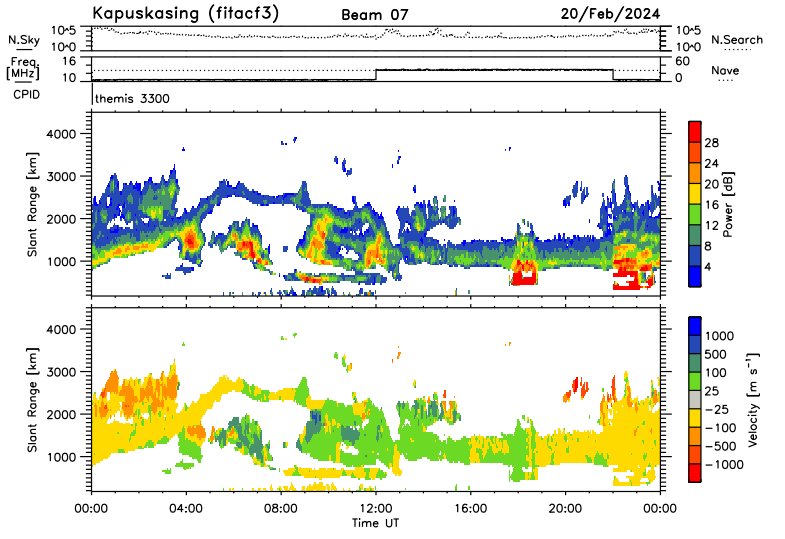 Kapuskasing (fitacf3) Beam 07 20/Feb/2024
N.Sky 10^5 10^0 10^5 10^0 N.Search
Freq. [MHz] 16 10 60 0 Nave
CPID themis 3300
Slant Range [km]
4000
3000
2000
1000
28
24
20
16
12
8
4
Power [dB]
Slant Range [km]
4000
3000
2000
1000
1000
500
100
25
−25
−100
−500
−1000
Velocity [m s⁻¹]
00:00 04:00 08:00 12:00 16:00 20:00 00:00
Time UT